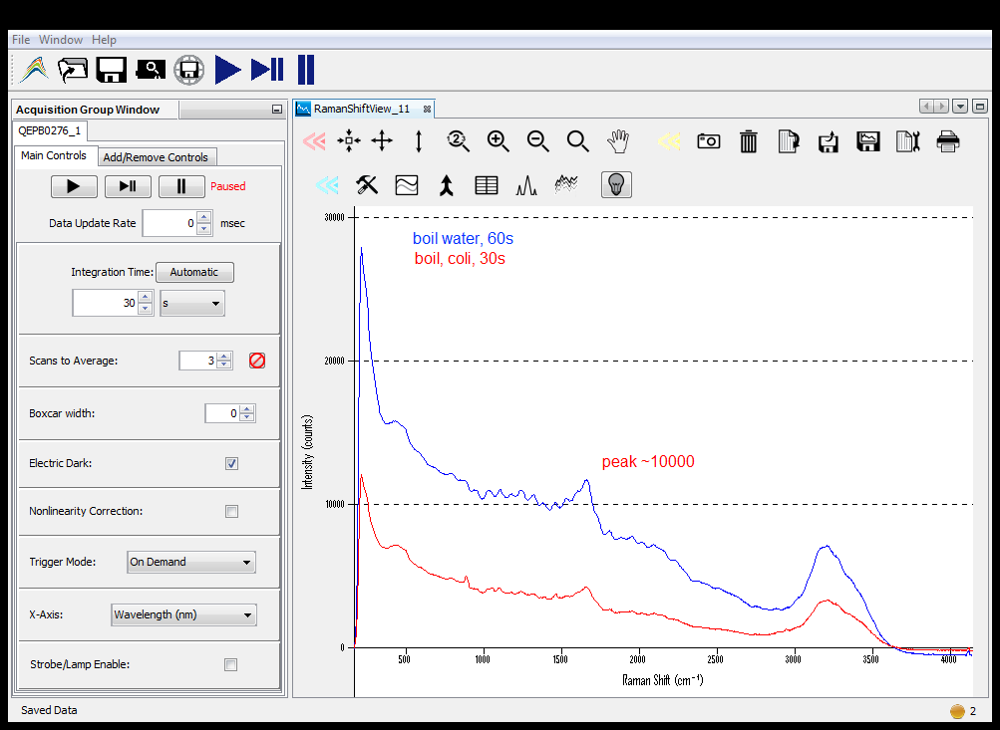 File Window Help
Acquisition Group Window
QEPB0276_1
Main Controls Add/Remove Controls
Paused
Data Update Rate 0 msec
Integration Time: Automatic
30 s
Scans to Average: 3
Boxcar width: 0
Electric Dark:
Nonlinearity Correction:
Trigger Mode: On Demand
X-Axis: Wavelength (nm)
Strobe/Lamp Enable:
Saved Data
RamanShiftView_11
2
30000
boil water, 60s
boil, coli, 30s
20000
Intensity (counts)
peak ~10000
10000
0
500 1000 1500 2000 2500 3000 3500 4000
Raman Shift (cm⁻¹)
2